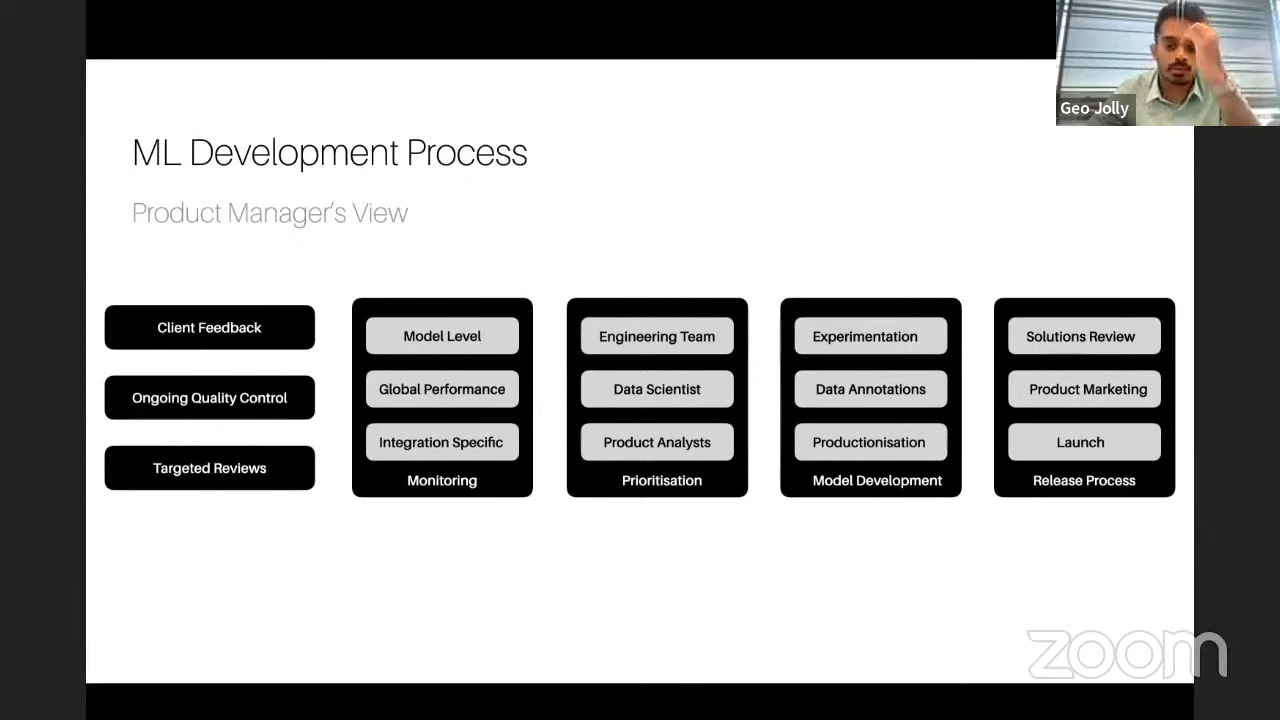 Geo Jolly
ML Development Process
Product Manager's View
Client Feedback
Ongoing Quality Control
Targeted Reviews
Model Level
Global Performance
Integration Specific
Monitoring
Engineering Team
Data Scientist
Product Analysts
Prioritisation
Experimentation
Data Annotations
Productionisation
Model Development
Solutions Review
Product Marketing
Launch
Release Process
zoom